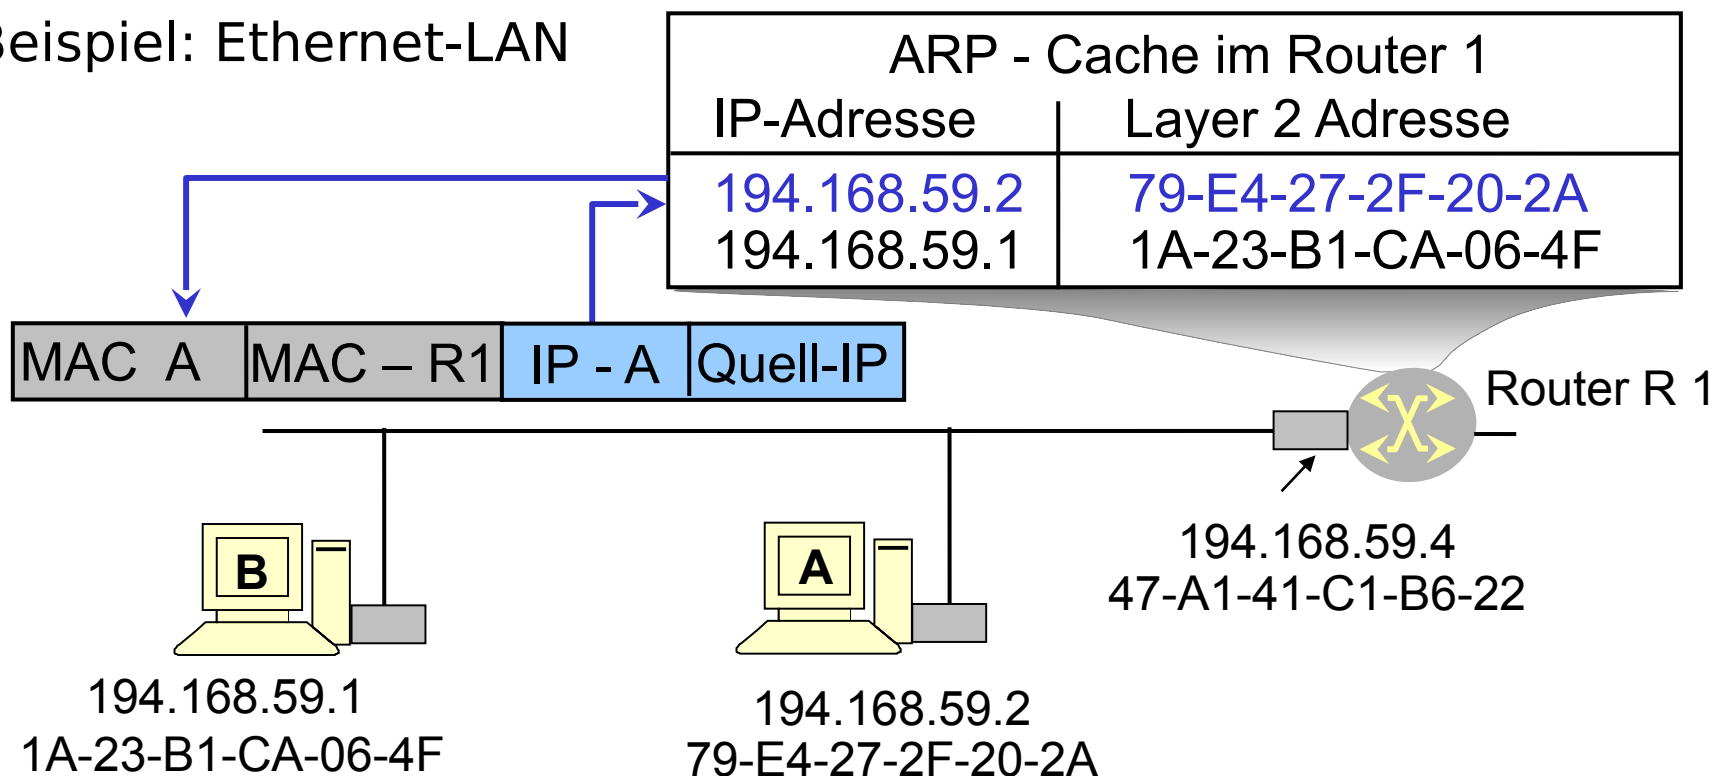 Beispiel: Ethernet-LAN
ARP - Cache im Router 1
IP-Adresse Layer 2 Adresse
194.168.59.2 79-E4-27-2F-20-2A
194.168.59.1 1A-23-B1-CA-06-4F
MAC A MAC – R1 IP - A Quell-IP
Router R 1
B
A
194.168.59.4
47-A1-41-C1-B6-22
194.168.59.1
1A-23-B1-CA-06-4F
194.168.59.2
79-E4-27-2F-20-2A